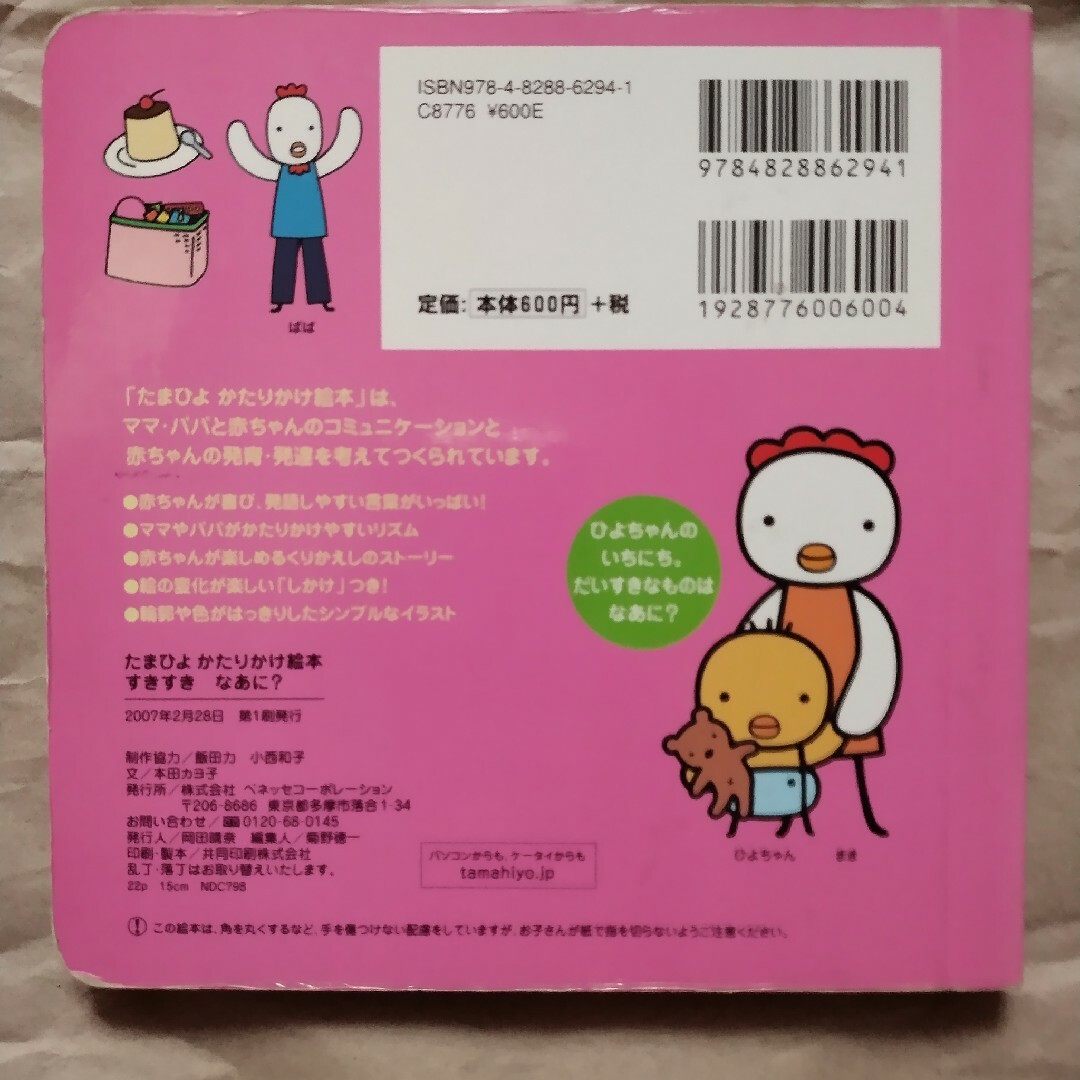 ISBN978-4-8288-6294-1
C8776 ¥600E
9784828862941
定価: 本体600円 +税
1928776006004
ぱぱ
「たまひよ かたりかけ絵本」は、
ママ・パパと赤ちゃんのコミュニケーションと
赤ちゃんの発育・発達を考えてつくられています。
●赤ちゃんが喜び、発語しやすい言葉がいっぱい!
●ママやパパがかたりかけやすいリズム
●赤ちゃんが楽しめるくりかえしのストーリー
●絵の変化が楽しい「しかけ」つき!
●輪郭や色がはっきりしたシンプルなイラスト
ひよちゃんの
いちにち。
だいすきなものは
なあに?
たまひよ かたりかけ絵本
すきすき なあに?
2007年2月28日 第1刷発行
制作協力/飯田力 小西和子
文/本田カヨ子
発行所/株式会社 ベネッセコーポレーション
〒206-8686 東京都多摩市落合1-34
お問い合わせ/0120-68-0145
発行人/岡田晴奈 編集人/菊野徳一
印刷・製本/共同印刷株式会社
乱丁・落丁はお取り替えいたします。
22p 15cm NDC798
パソコンからも、ケータイからも
tamahiyo.jp
ひよちゃん まま
この絵本は、角を丸くするなど、手を傷つけない配慮をしていますが、お子さんが紙で指を切らないようご注意ください。